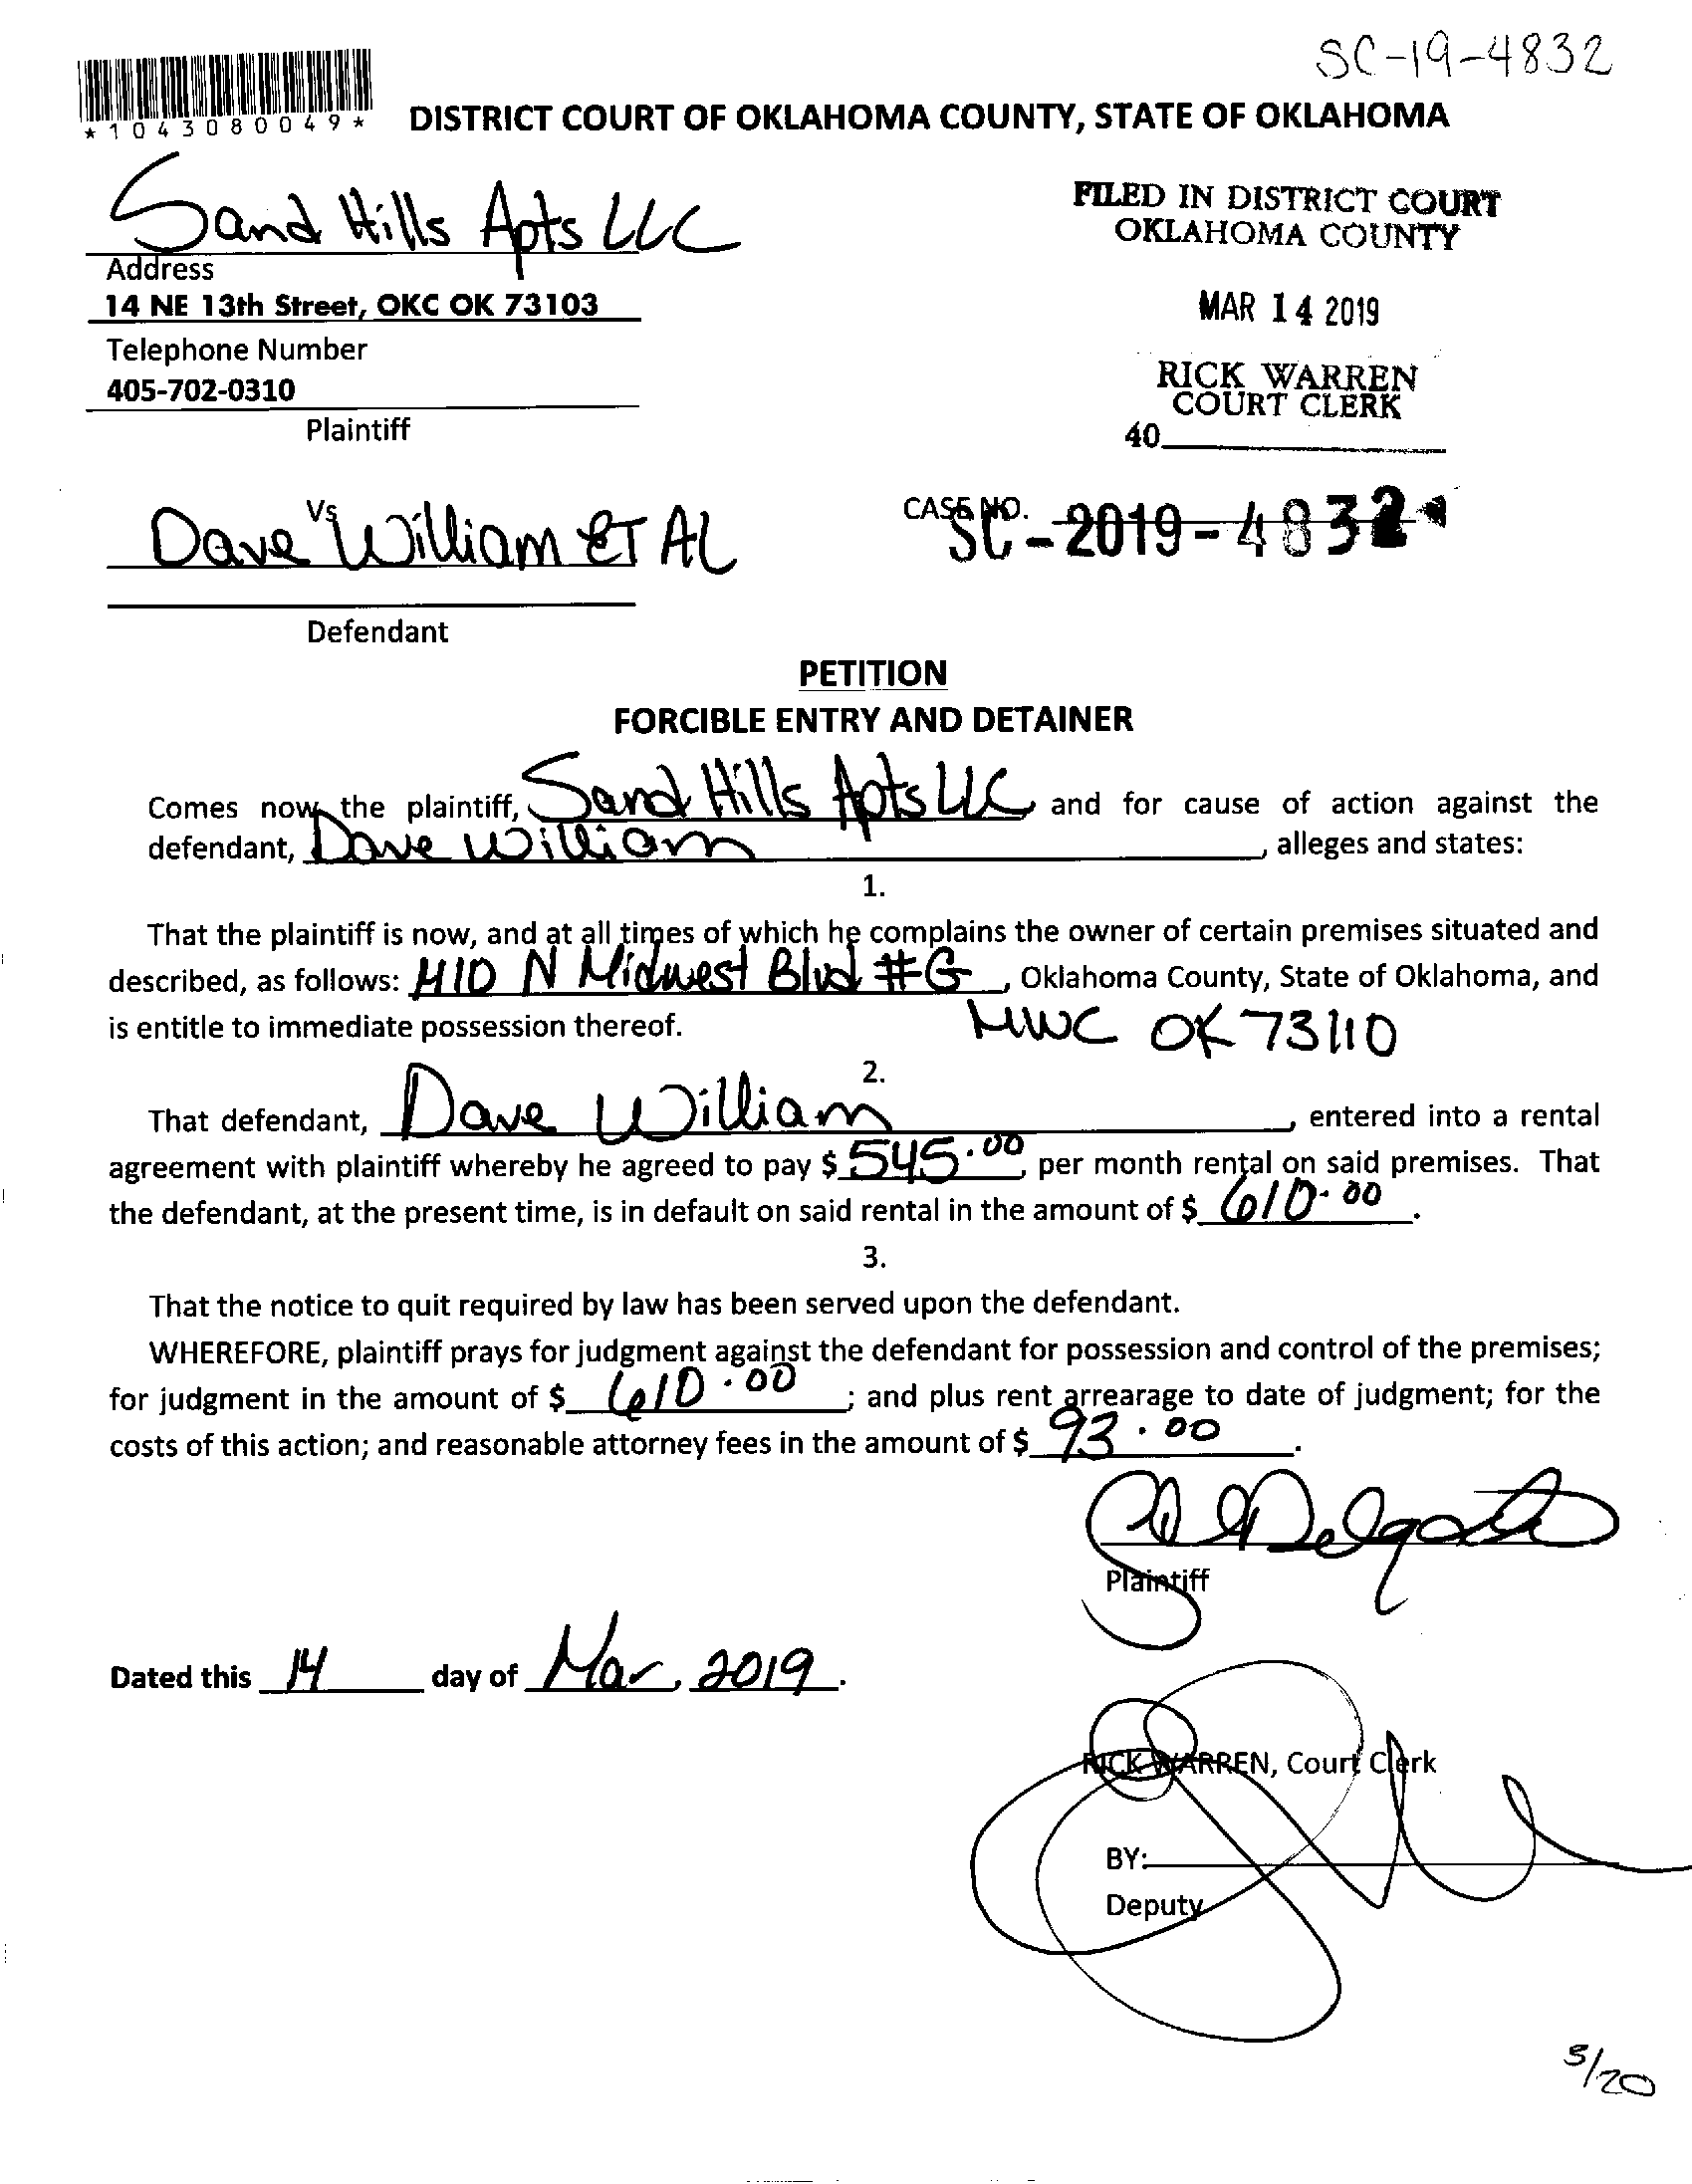 SC-19-4832
*1043080049*
DISTRICT COURT OF OKLAHOMA COUNTY, STATE OF OKLAHOMA
Sand Hills Apts LLC
Address
14 NE 13th Street, OKC OK 73103
Telephone Number
405-702-0310
Plaintiff
FILED IN DISTRICT COURT
OKLAHOMA COUNTY
MAR 14 2019
RICK WARREN
COURT CLERK
40
Vs
Dave William ET AL
Defendant
CASE NO.
SC-2019-4832
PETITION
FORCIBLE ENTRY AND DETAINER
Comes now the plaintiff, Sand Hills Apts LLC and for cause of action against the
defendant, Dave William, alleges and states:
1.
That the plaintiff is now, and at all times of which he complains the owner of certain premises situated and
described, as follows: 410 N Midwest Blvd #G, Oklahoma County, State of Oklahoma, and
is entitle to immediate possession thereof. MWC OK 73110
2.
That defendant, Dave William, entered into a rental
agreement with plaintiff whereby he agreed to pay $ 545.00, per month rental on said premises. That
the defendant, at the present time, is in default on said rental in the amount of $ 610.00.
3.
That the notice to quit required by law has been served upon the defendant.
WHEREFORE, plaintiff prays for judgment against the defendant for possession and control of the premises;
for judgment in the amount of $ 610.00; and plus rent arrearage to date of judgment; for the
costs of this action; and reasonable attorney fees in the amount of $ 93.00.
Delgado
Plaintiff
Dated this 14 day of Mar, 2019.
RICK WARREN, Court Clerk
BY:
Deputy
3/20